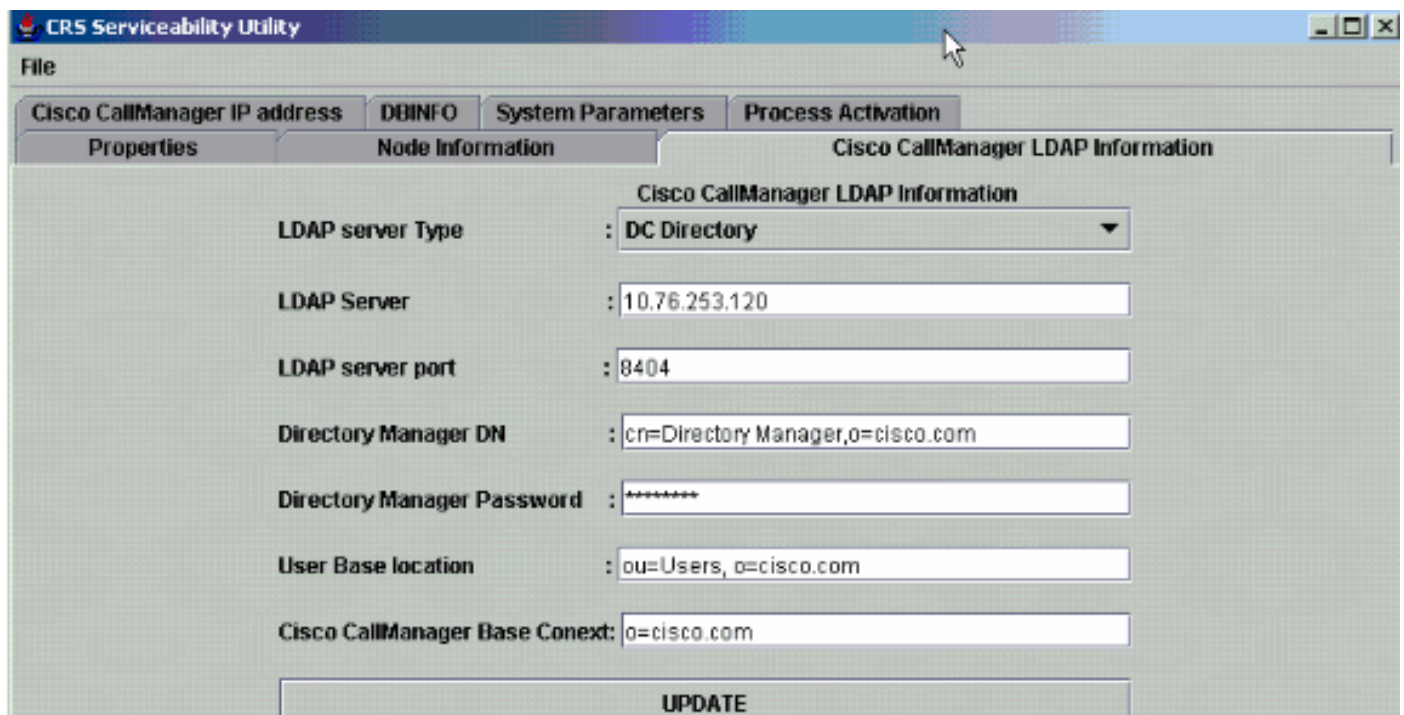 CRS Serviceability Utility
File
Cisco CallManager IP address DBINFO System Parameters Process Activation
Properties Node Information Cisco CallManager LDAP Information
Cisco CallManager LDAP Information
LDAP server Type : DC Directory
LDAP Server : 10.76.253.120
LDAP server port : 8404
Directory Manager DN : cn=Directory Manager,o=cisco.com
Directory Manager Password : ********
User Base location : ou=Users, o=cisco.com
Cisco CallManager Base Conext: o=cisco.com
UPDATE